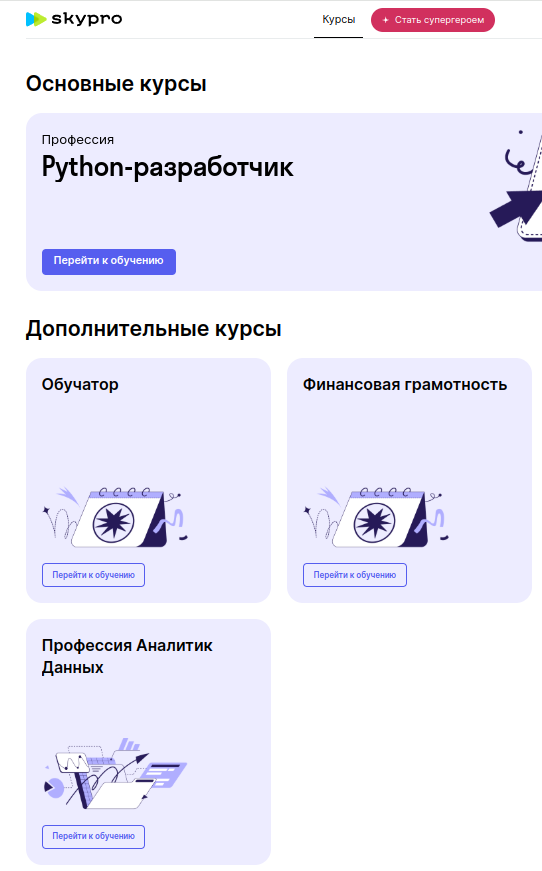 skypro
Курсы
Стать супергероем
Основные курсы
Профессия
Python-разработчик
Перейти к обучению
Дополнительные курсы
Обучатор
Финансовая грамотность
Перейти к обучению
Перейти к обучению
Профессия Аналитик
Данных
Перейти к обучению